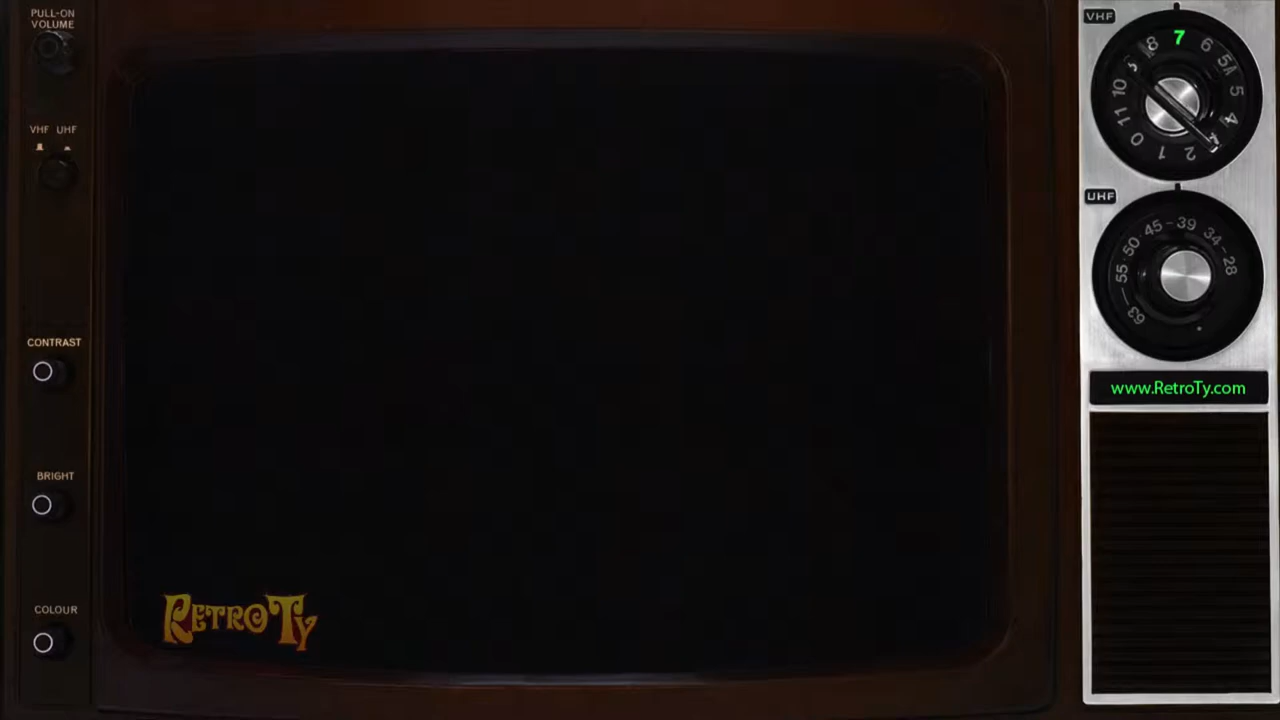 PULL-ON
VOLUME
VHF UHF
CONTRAST
BRIGHT
COLOUR
RETROTY
VHF
7
6
5A
5
4
2
1
0
11
10
8
UHF
63
55
50
45
39
34
28
www.RetroTy.com